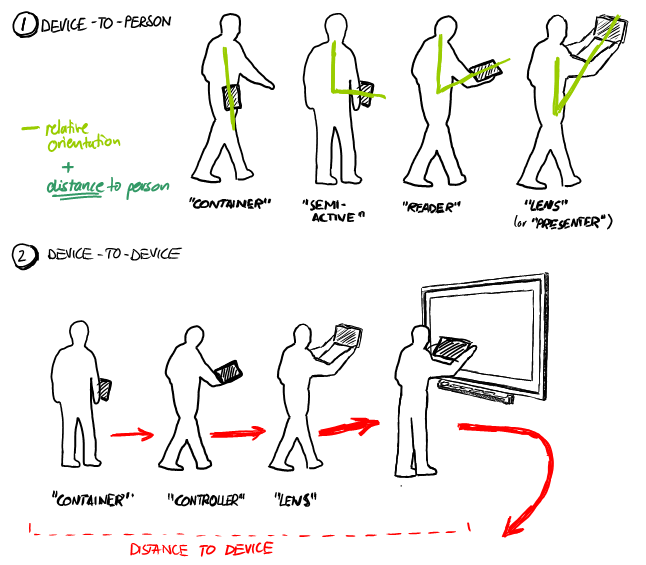 1 DEVICE-TO-PERSON
relative
orientation
+
distance to person
"CONTAINER"
"SEMI-
ACTIVE"
"READER"
"LENS"
(or "PRESENTER")
2 DEVICE-TO-DEVICE
"CONTAINER"
"CONTROLLER"
"LENS"
DISTANCE TO DEVICE